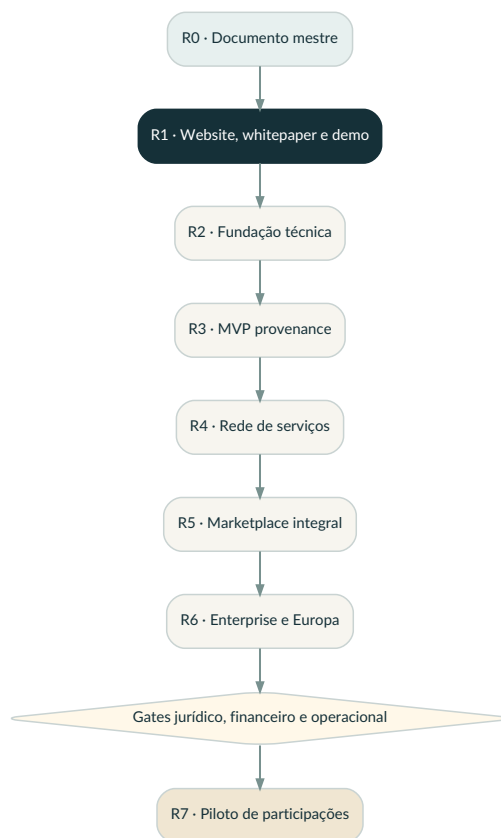 R0 · Documento mestre
R1 · Website, whitepaper e demo
R2 · Fundação técnica
R3 · MVP provenance
R4 · Rede de serviços
R5 · Marketplace integral
R6 · Enterprise e Europa
Gates jurídico, financeiro e operacional
R7 · Piloto de participações